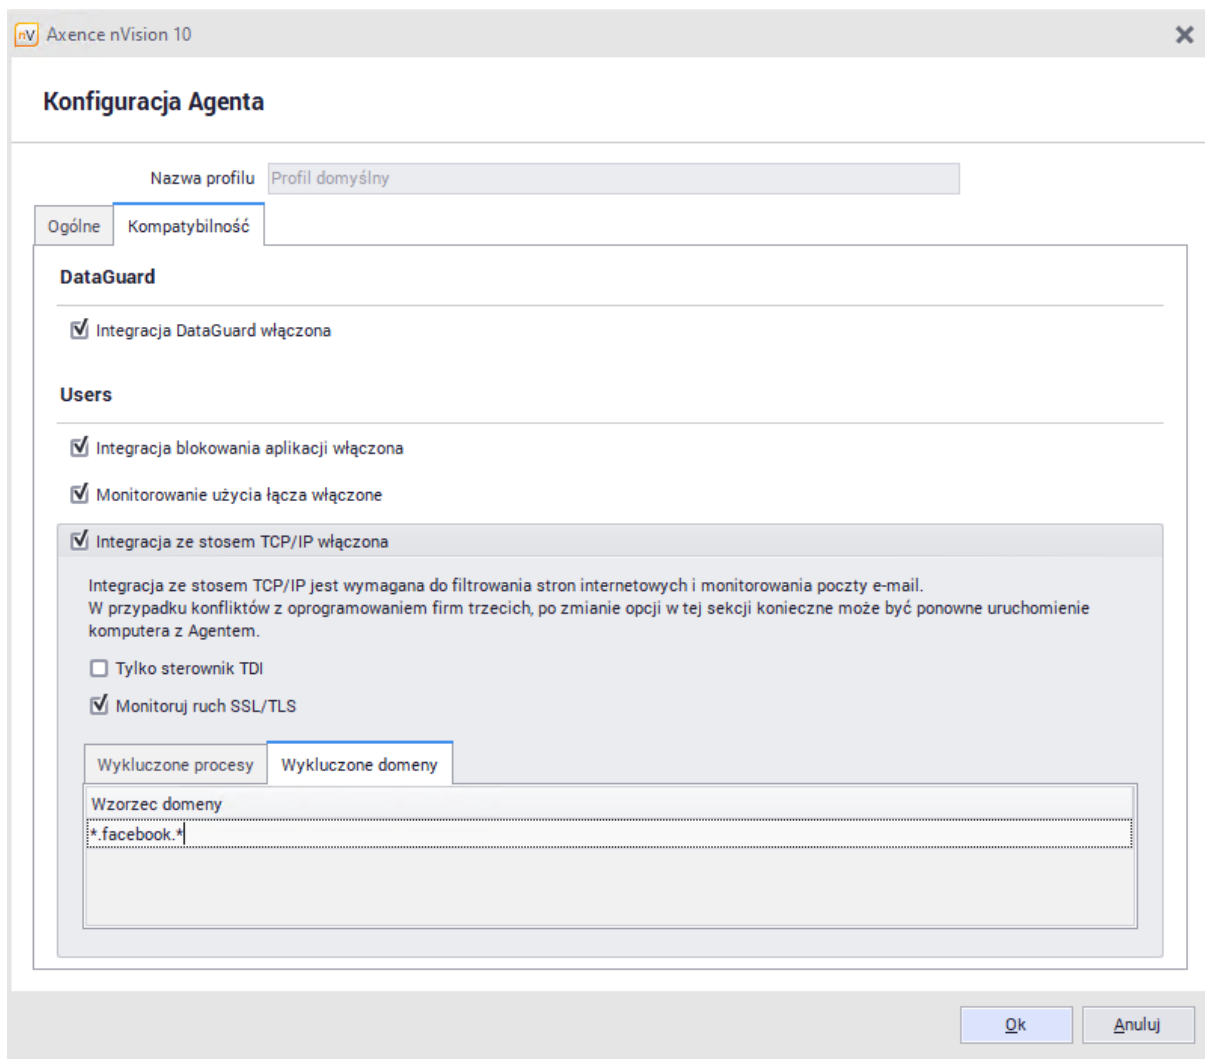 nV Axence nVision 10
Konfiguracja Agenta
Nazwa profilu Profil domyślny
Ogólne Kompatybilność
DataGuard
Integracja DataGuard włączona
Users
Integracja blokowania aplikacji włączona
Monitorowanie użycia łącza włączone
Integracja ze stosem TCP/IP włączona
Integracja ze stosem TCP/IP jest wymagana do filtrowania stron internetowych i monitorowania poczty e-mail.
W przypadku konfliktów z oprogramowaniem firm trzecich, po zmianie opcji w tej sekcji konieczne może być ponowne uruchomienie
komputera z Agentem.
Tylko sterownik TDI
Monitoruj ruch SSL/TLS
Wykluczone procesy Wykluczone domeny
Wzorzec domeny
*.facebook.*
Ok Anuluj